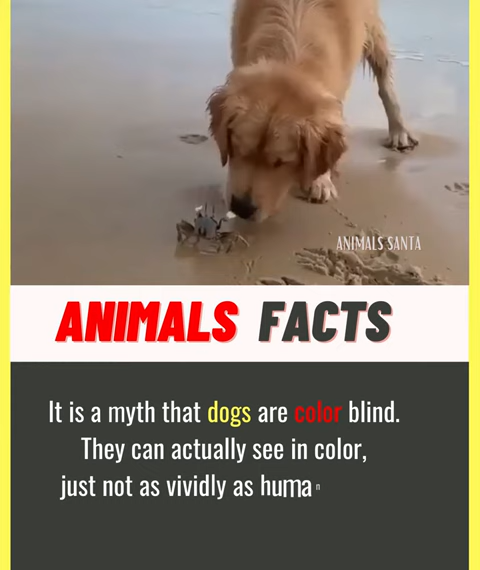 ANIMALS SANTA
ANIMALS FACTS
It is a myth that dogs are color blind.
They can actually see in color,
just not as vividly as human